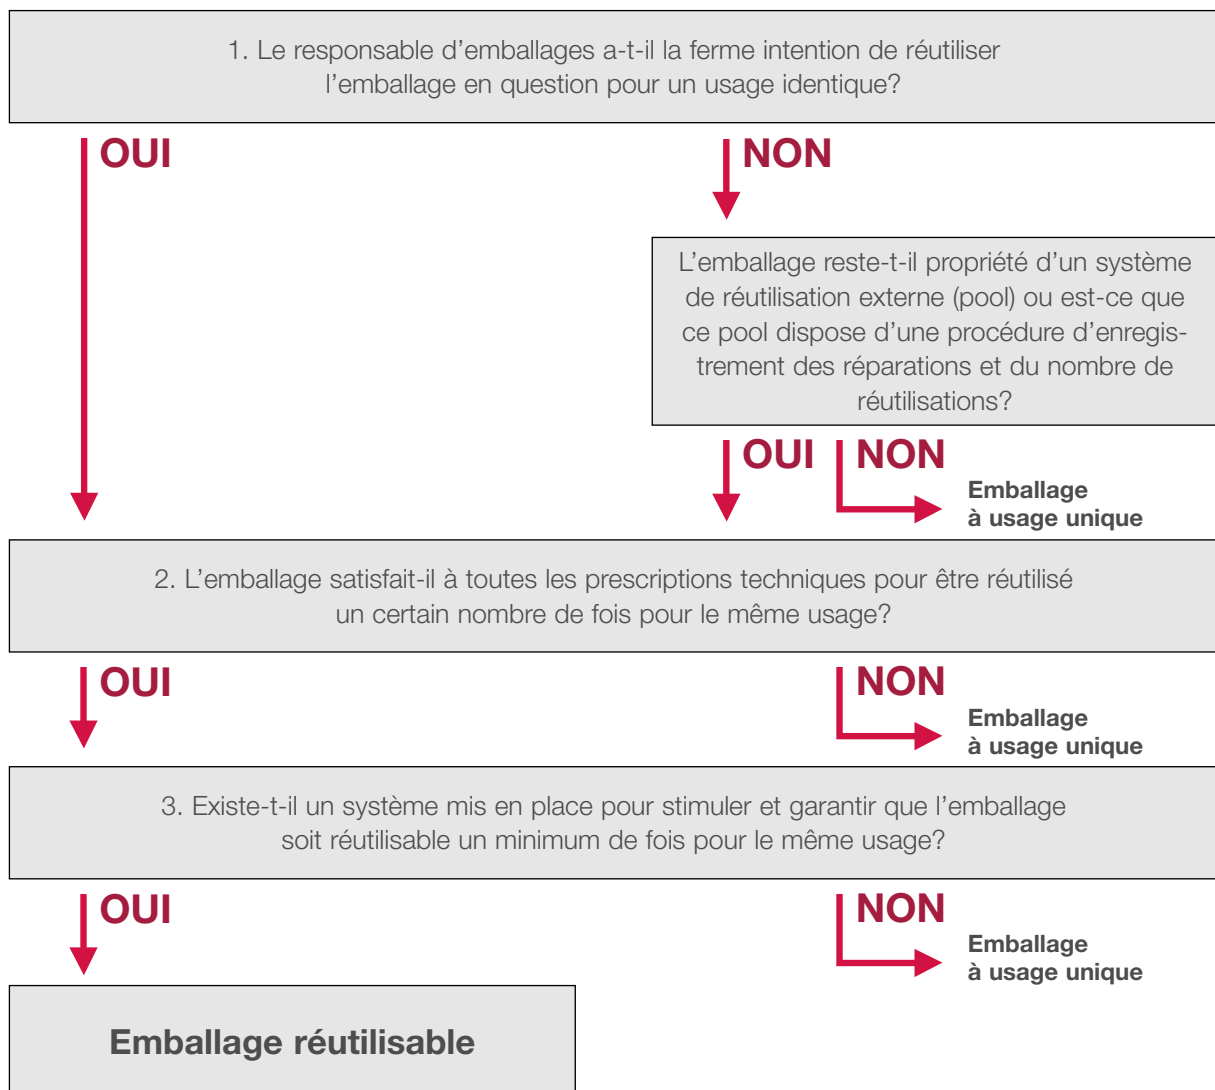 1. Le responsable d’emballages a-t-il la ferme intention de réutiliser
l’emballage en question pour un usage identique?
OUI
NON
L’emballage reste-t-il propriété d’un système
de réutilisation externe (pool) ou est-ce que
ce pool dispose d’une procédure d’enregis-
trement des réparations et du nombre de
réutilisations?
OUI
NON
Emballage
à usage unique
2. L’emballage satisfait-il à toutes les prescriptions techniques pour être réutilisé
un certain nombre de fois pour le même usage?
OUI
NON
Emballage
à usage unique
3. Existe-t-il un système mis en place pour stimuler et garantir que l’emballage
soit réutilisable un minimum de fois pour le même usage?
OUI
NON
Emballage
à usage unique
Emballage réutilisable